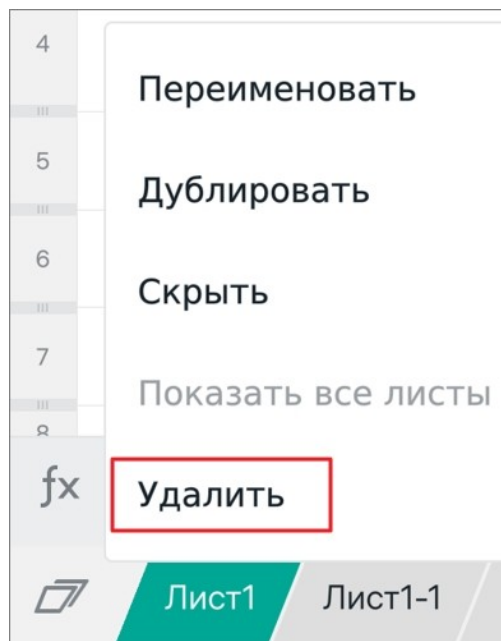 4
Переименовать
5
Дублировать
6
Скрыть
7
Показать все листы
8
fx
Удалить
Лист1
Лист1-1